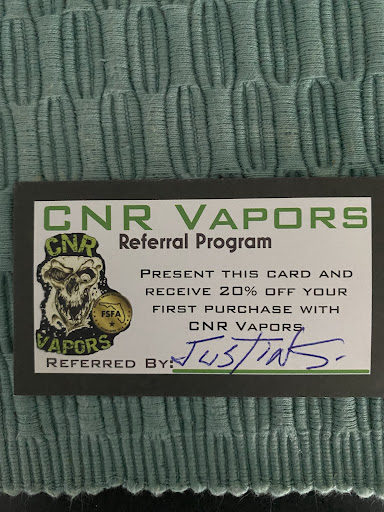 CNR VAPORS
Referral Program
PRESENT THIS CARD AND
RECEIVE 20% OFF YOUR
FIRST PURCHASE WITH
CNR VAPORS
CNR
FSFA
VAPORS
REFERRED BY: JUSTIN S.